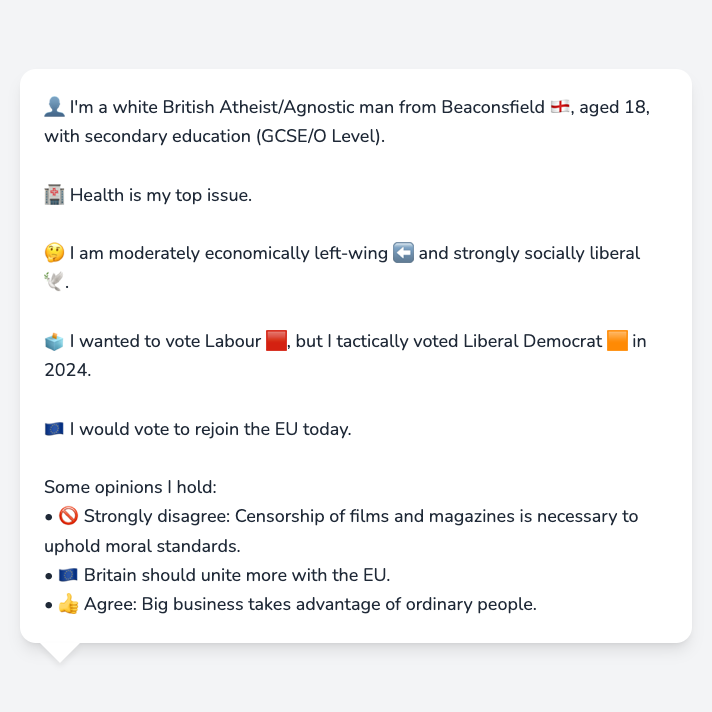 👤 I'm a white British Atheist/Agnostic man from Beaconsfield 🏴󠁧󠁢󠁥󠁮󠁧󠁿, aged 18,
with secondary education (GCSE/O Level).
🏥 Health is my top issue.
🤔 I am moderately economically left-wing ⬅️ and strongly socially liberal
🕊️.
🗳️ I wanted to vote Labour 🟥, but I tactically voted Liberal Democrat 🟧 in
2024.
🇪🇺 I would vote to rejoin the EU today.
Some opinions I hold:
• 🚫 Strongly disagree: Censorship of films and magazines is necessary to
uphold moral standards.
• 🇪🇺 Britain should unite more with the EU.
• 👍 Agree: Big business takes advantage of ordinary people.